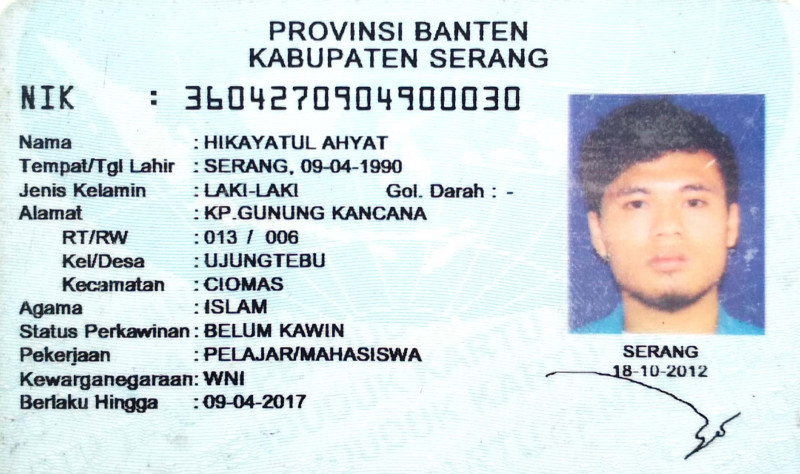 PROVINSI BANTEN
KABUPATEN SERANG
NIK : 3604270904900030
Nama : HIKAYATUL AHYAT
Tempat/Tgl Lahir : SERANG, 09-04-1990
Jenis Kelamin : LAKI-LAKI Gol. Darah : -
Alamat : KP.GUNUNG KANCANA
RT/RW : 013 / 006
Kel/Desa : UJUNGTEBU
Kecamatan : CIOMAS
Agama : ISLAM
Status Perkawinan : BELUM KAWIN
Pekerjaan : PELAJAR/MAHASISWA
Kewarganegaraan : WNI
Berlaku Hingga : 09-04-2017
SERANG
18-10-2012